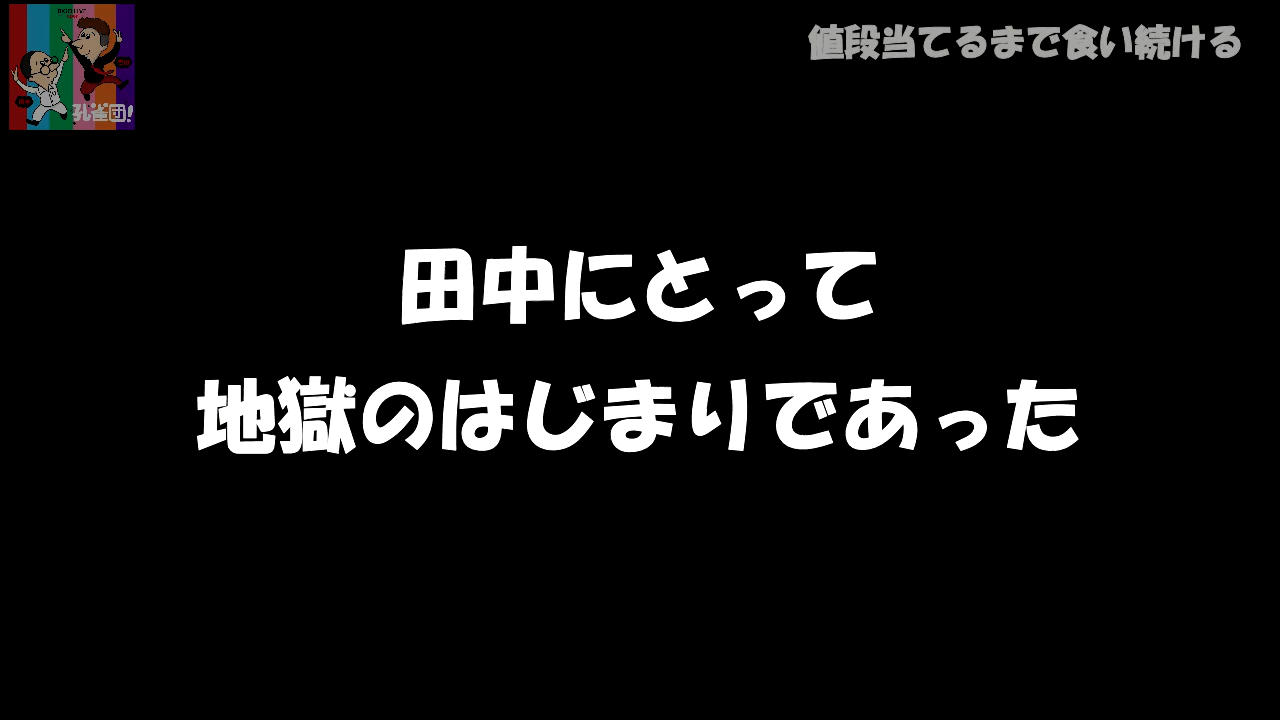 孔雀団!
値段当てるまで食い続ける
田中にとって
地獄のはじまりであった